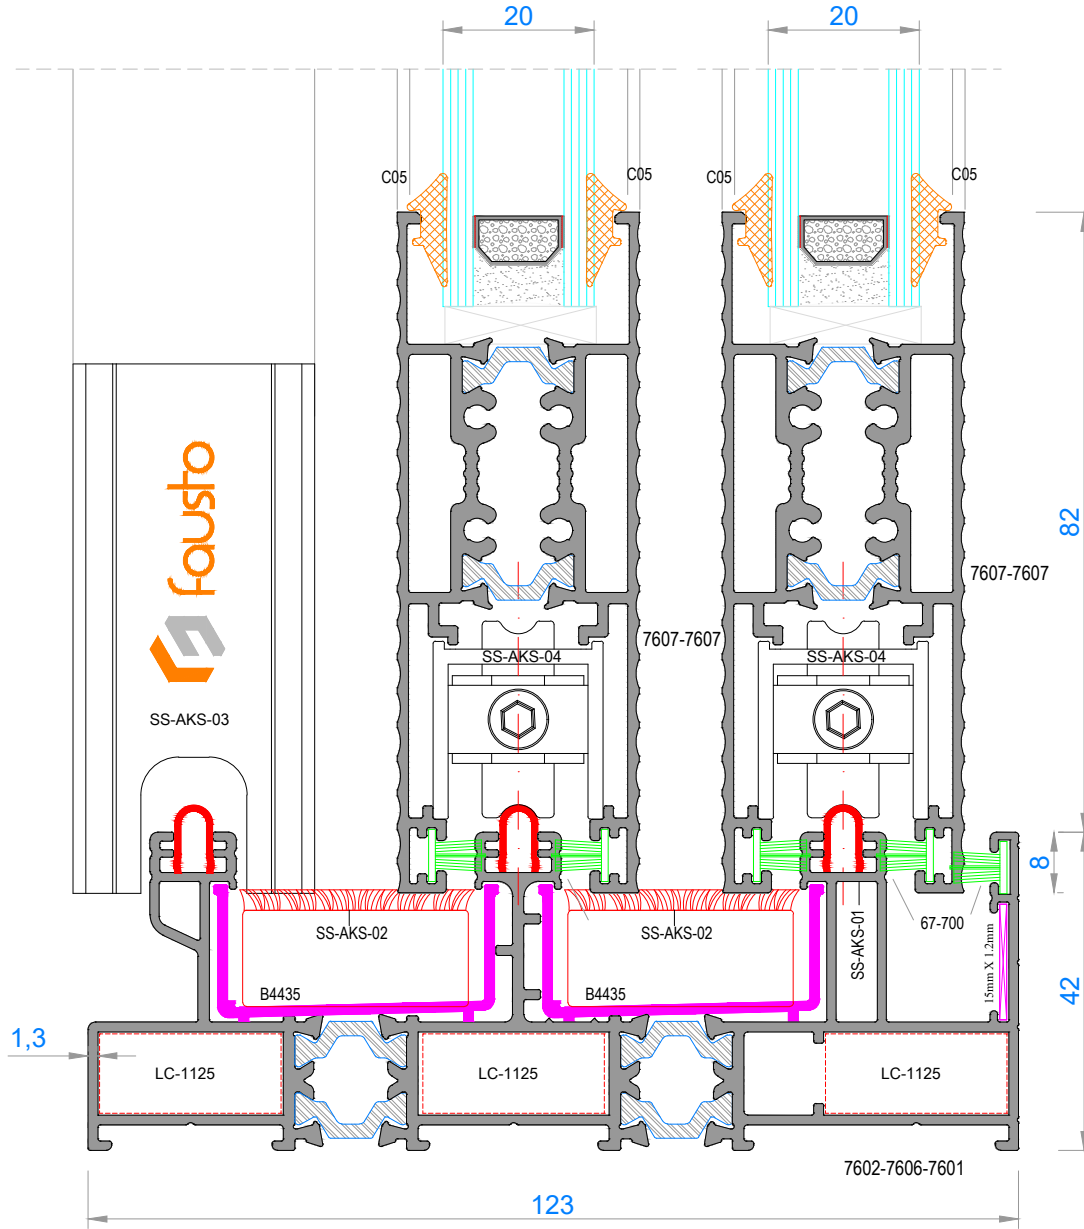 20
20
C05
C05
C05
C05
82
fausto
7607-7607
7607-7607
SS-AKS-04
SS-AKS-04
SS-AKS-03
8
67-700
SS-AKS-02
SS-AKS-02
SS-AKS-01
15mm X 1.2mm
B4435
B4435
42
1,3
LC-1125
LC-1125
LC-1125
7602-7606-7601
123